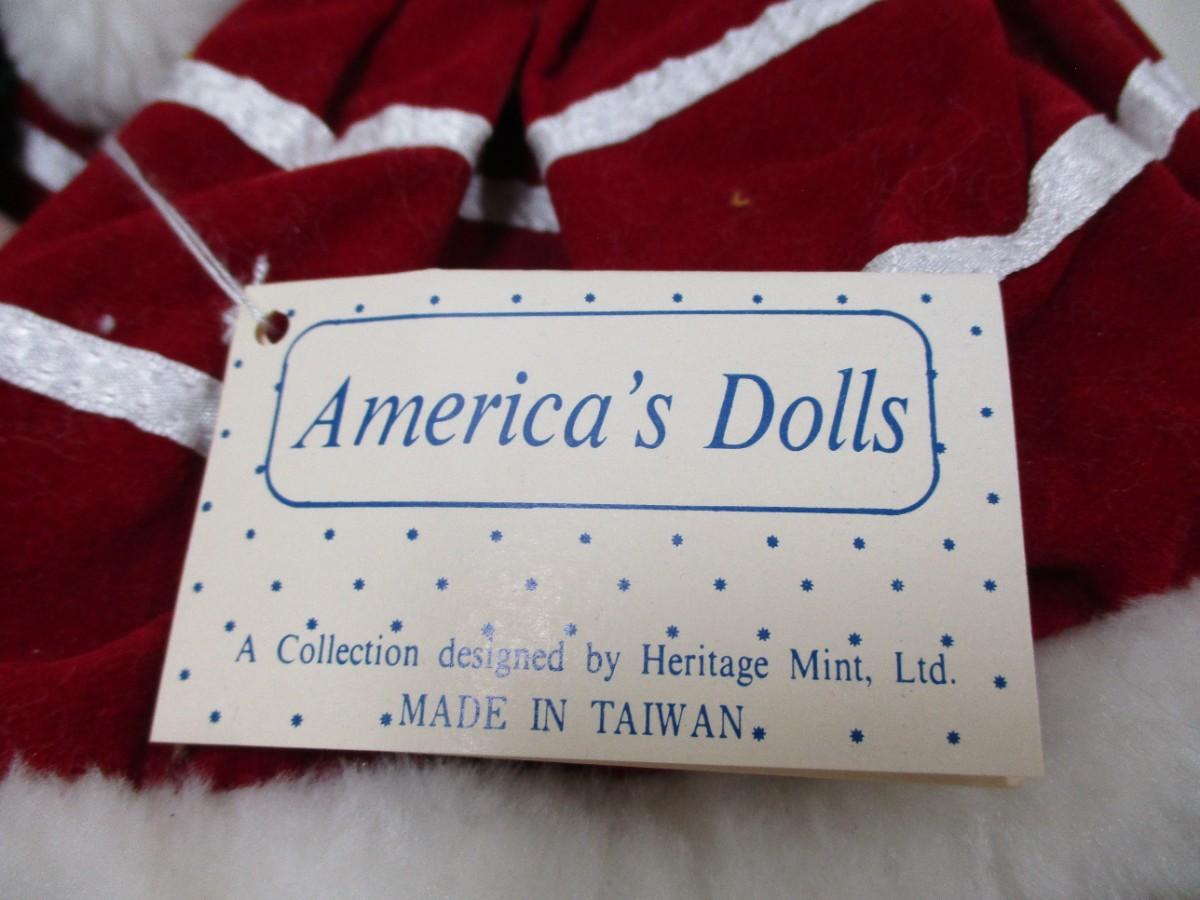 America's Dolls
A Collection designed by Heritage Mint, Ltd.
MADE IN TAIWAN